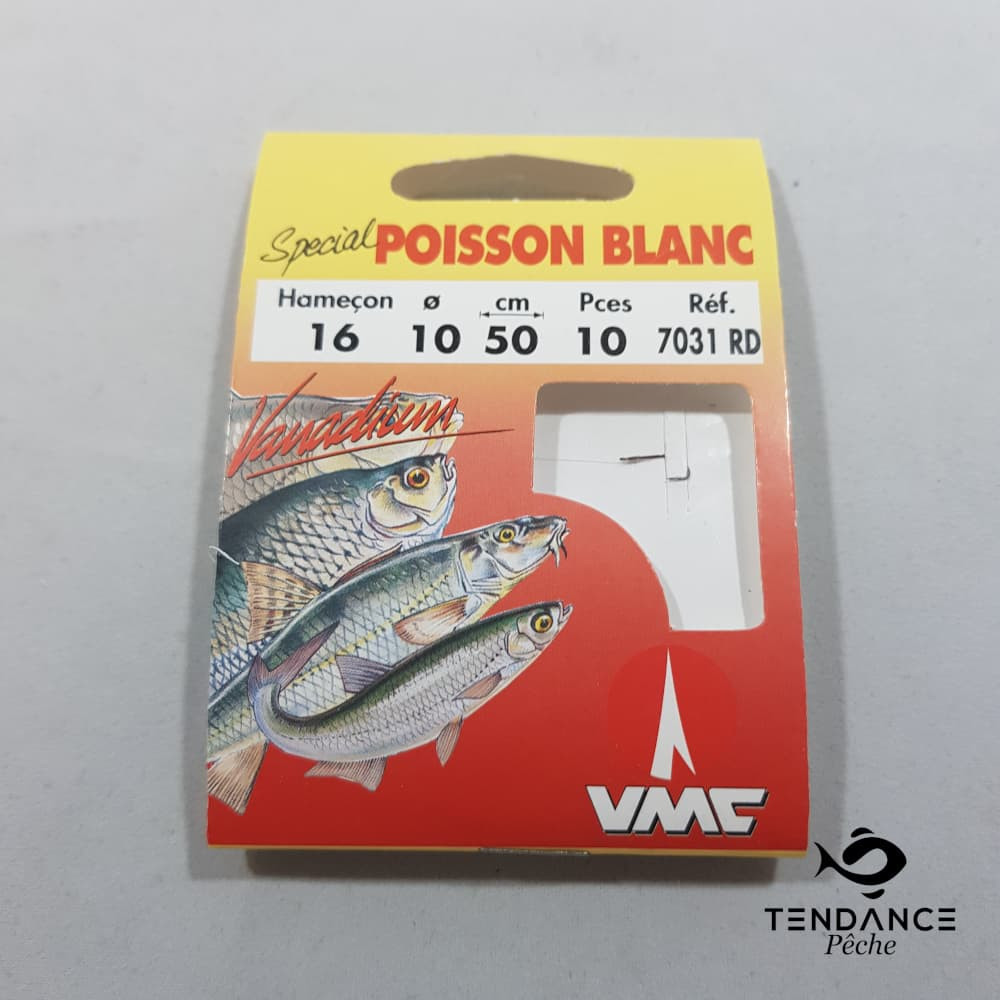 Special POISSON BLANC
Hameçon ø cm Pces Réf.
16 10 50 10 7031 RD
Vanadium
VMC
TENDANCE
Pêche